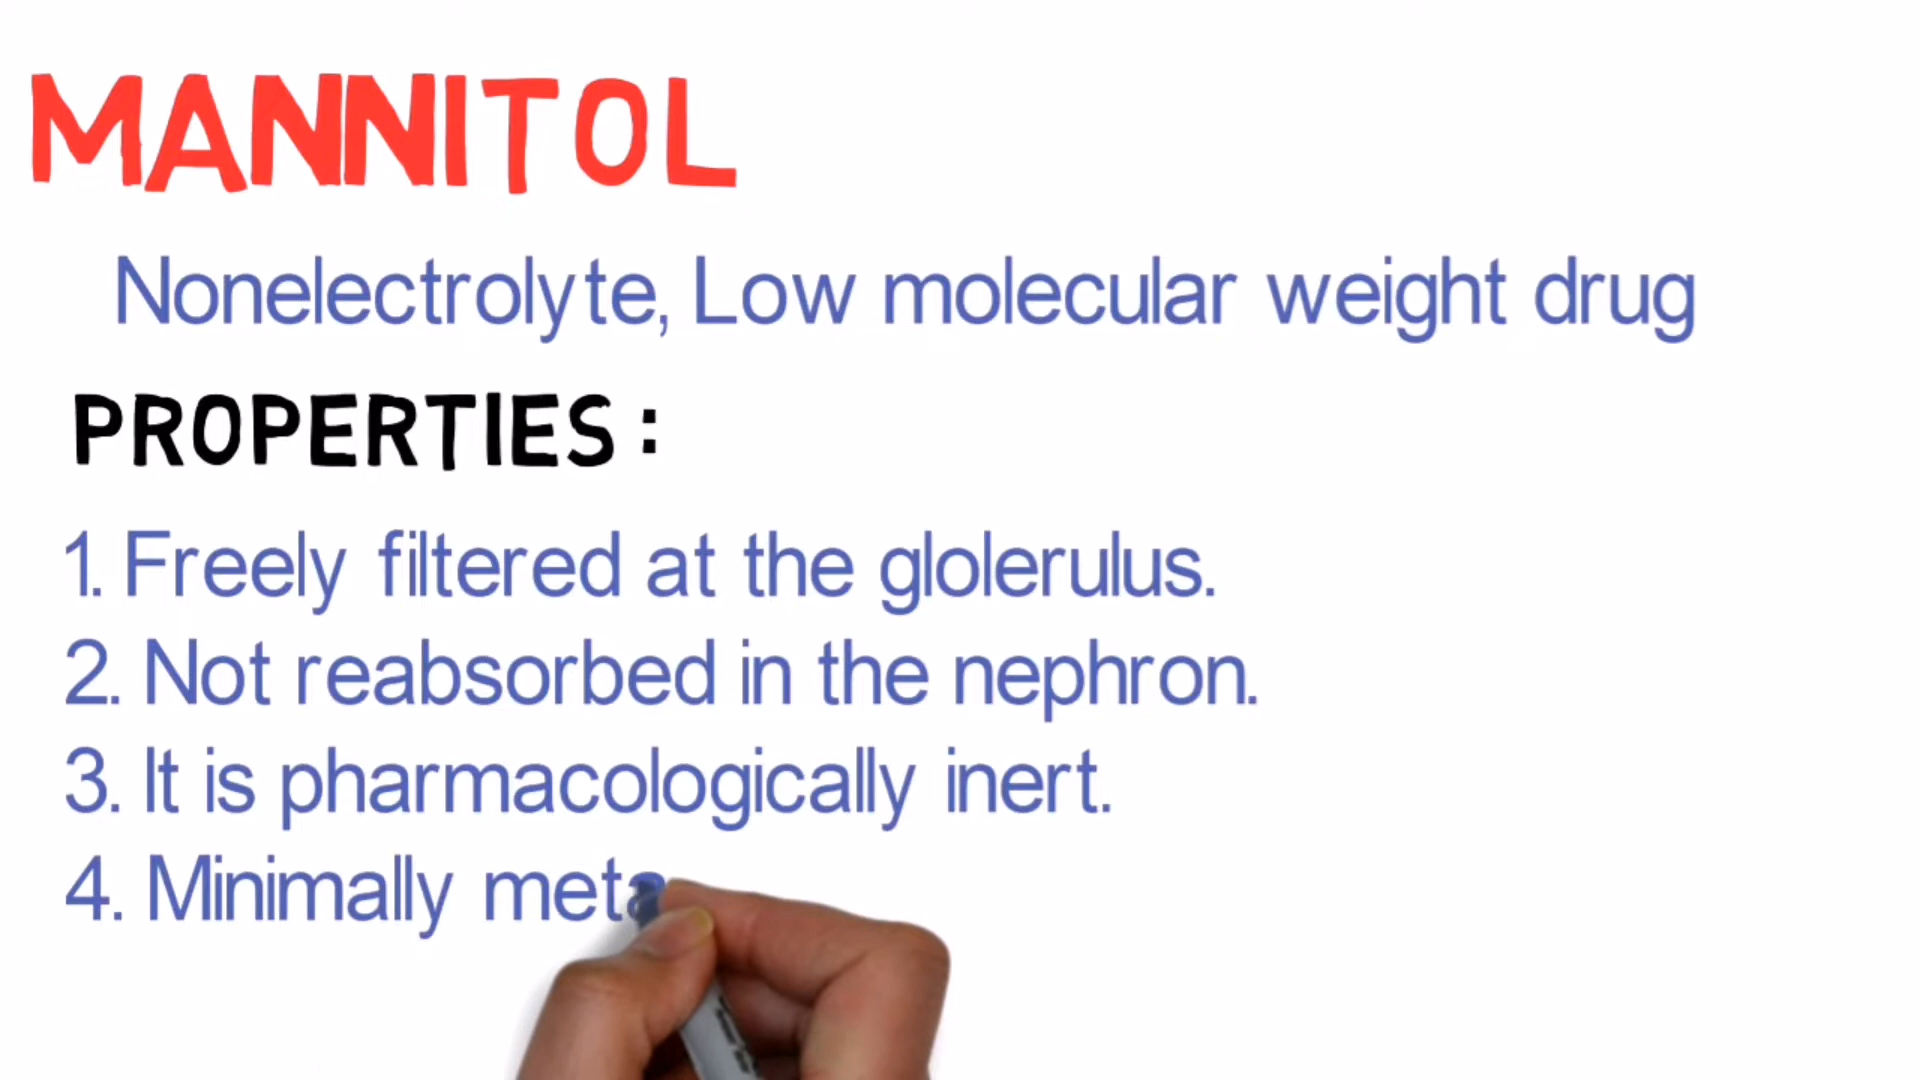 MANNITOL
Nonelectrolyte, Low molecular weight drug
PROPERTIES:
1. Freely filtered at the glolerulus.
2. Not reabsorbed in the nephron.
3. It is pharmacologically inert.
4. Minimally meta